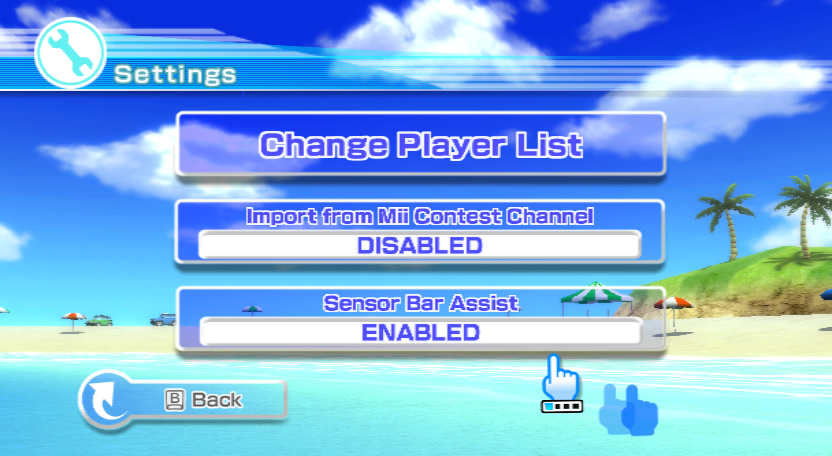 Settings
Change Player List
Import from Mii Contest Channel
DISABLED
Sensor Bar Assist
ENABLED
B Back